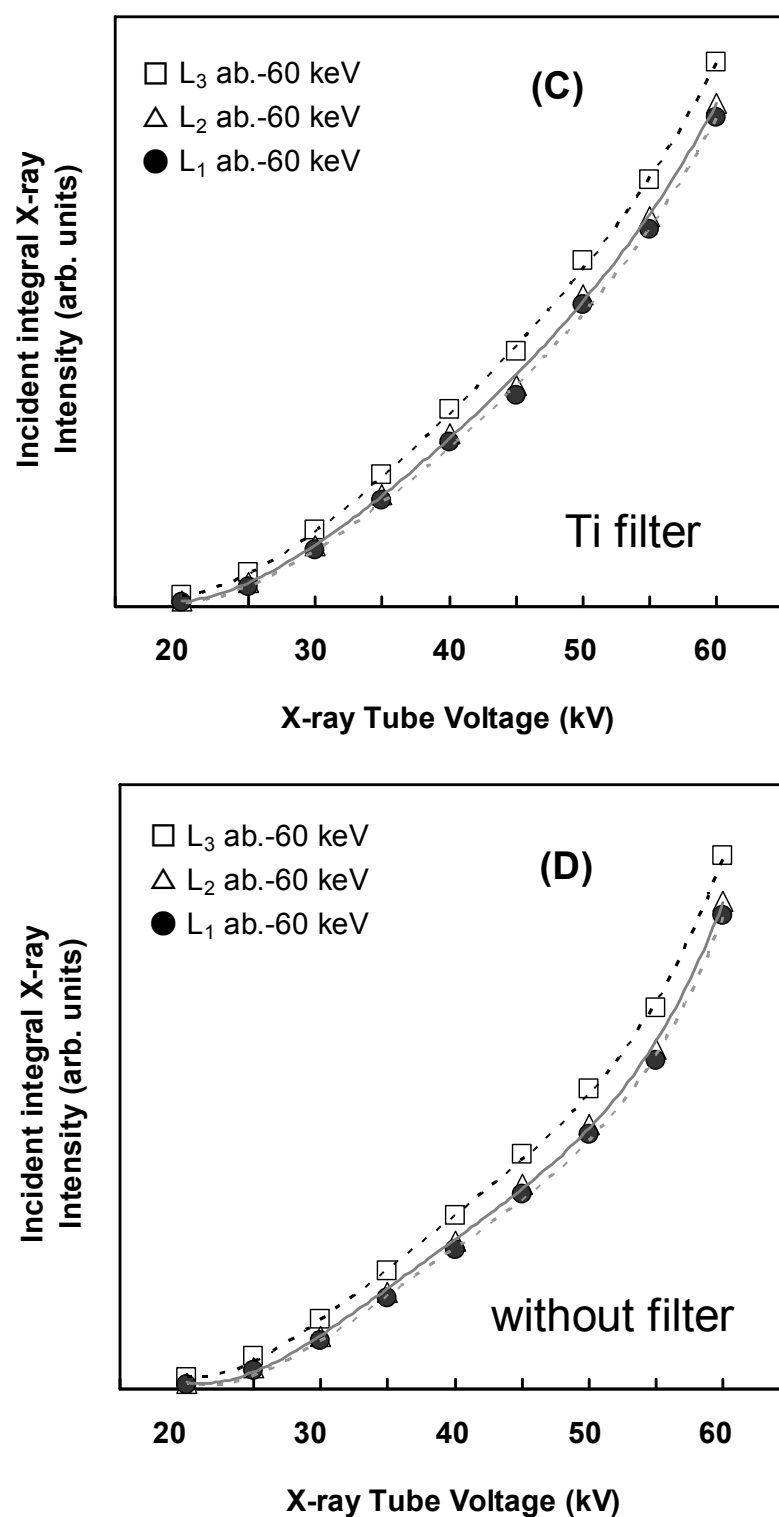 L₃ ab.-60 keV
L₂ ab.-60 keV
L₁ ab.-60 keV
(C)
Incident integral X-ray
Intensity (arb. units)
Ti filter
20 30 40 50 60
X-ray Tube Voltage (kV)
L₃ ab.-60 keV
L₂ ab.-60 keV
L₁ ab.-60 keV
(D)
Incident integral X-ray
Intensity (arb. units)
without filter
20 30 40 50 60
X-ray Tube Voltage (kV)